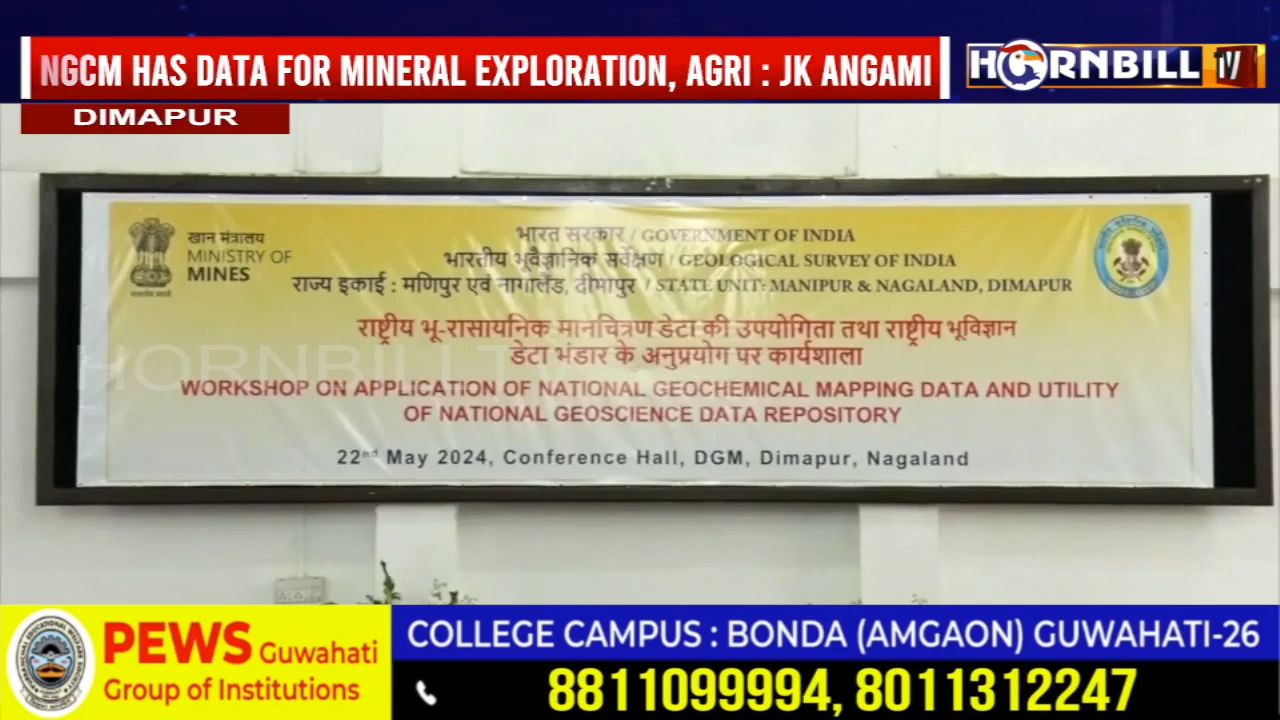 NGCM HAS DATA FOR MINERAL EXPLORATION, AGRI : JK ANGAMI
HORNBILL TV
DIMAPUR
खान मंत्रालय
MINISTRY OF
MINES
भारत सरकार / GOVERNMENT OF INDIA
भारतीय भूवैज्ञानिक सर्वेक्षण / GEOLOGICAL SURVEY OF INDIA
राज्य इकाई : मणिपुर एवं नागालैंड, दीमापुर / STATE UNIT: MANIPUR & NAGALAND, DIMAPUR
राष्ट्रीय भू-रासायनिक मानचित्रण डेटा की उपयोगिता तथा राष्ट्रीय भूविज्ञान
डेटा भंडार के अनुप्रयोग पर कार्यशाला
HORNBILL TV
WORKSHOP ON APPLICATION OF NATIONAL GEOCHEMICAL MAPPING DATA AND UTILITY
OF NATIONAL GEOSCIENCE DATA REPOSITORY
22nd May 2024, Conference Hall, DGM, Dimapur, Nagaland
PEWS Guwahati
Group of Institutions
COLLEGE CAMPUS : BONDA (AMGAON) GUWAHATI-26
8811099994, 8011312247